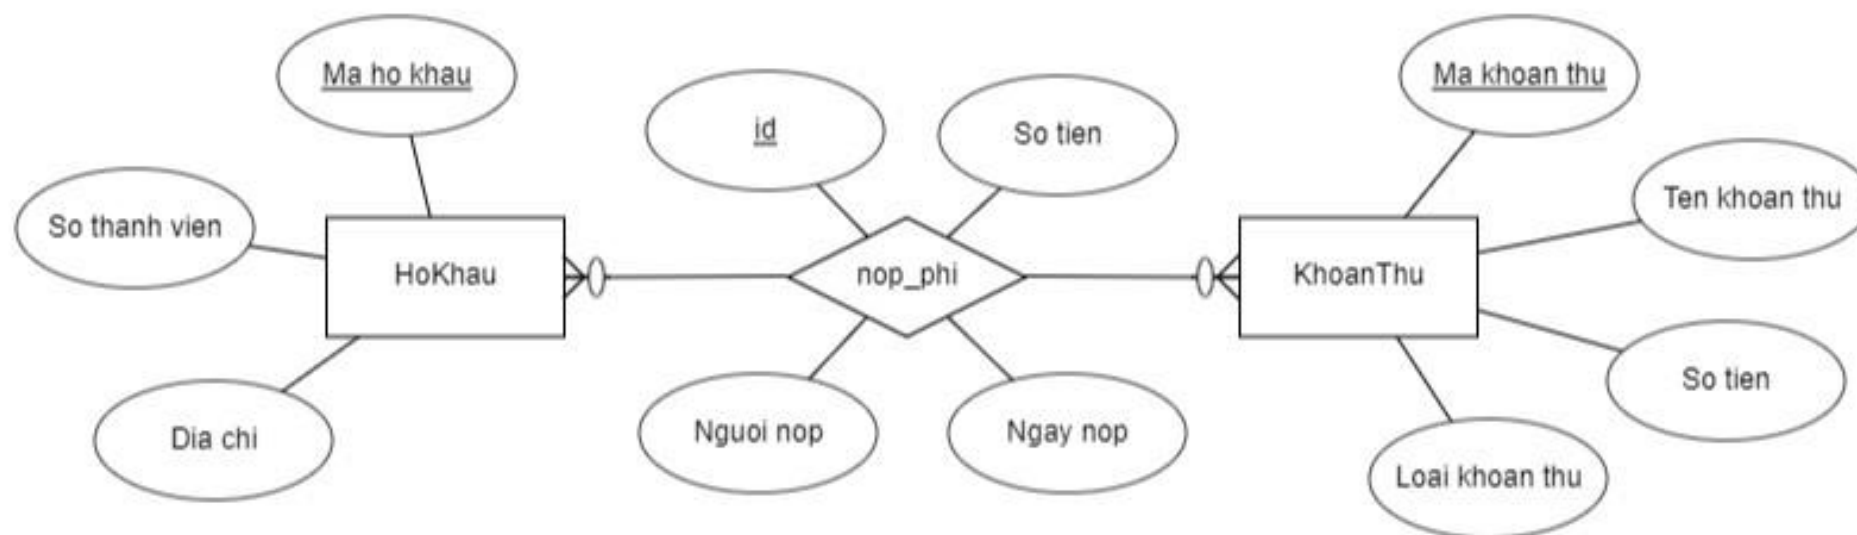 Ma ho khau
So thanh vien
HoKhau
Dia chi
id
So tien
nop_phi
Nguoi nop
Ngay nop
Ma khoan thu
Ten khoan thu
KhoanThu
So tien
Loai khoan thu